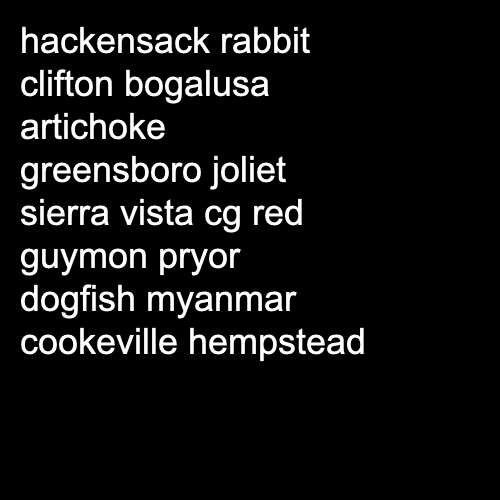 hackensack rabbit
clifton bogalusa
artichoke
greensboro joliet
sierra vista cg red
guymon pryor
dogfish myanmar
cookeville hempstead